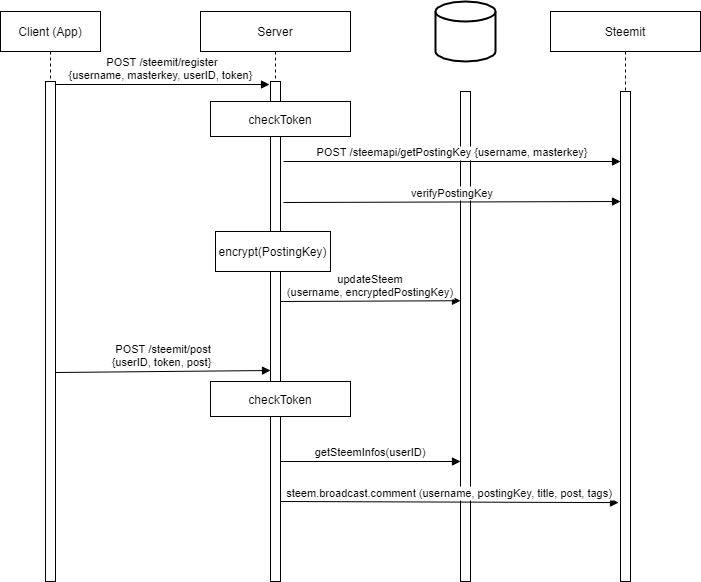 Client (App)
Server
Steemit
POST /steemit/register
{username, masterkey, userID, token}
checkToken
POST /steemapi/getPostingKey {username, masterkey}
verifyPostingKey
encrypt(PostingKey)
updateSteem
(username, encryptedPostingKey)
POST /steemit/post
{userID, token, post}
checkToken
getSteemInfos(userID)
steem.broadcast.comment (username, postingKey, title, post, tags)